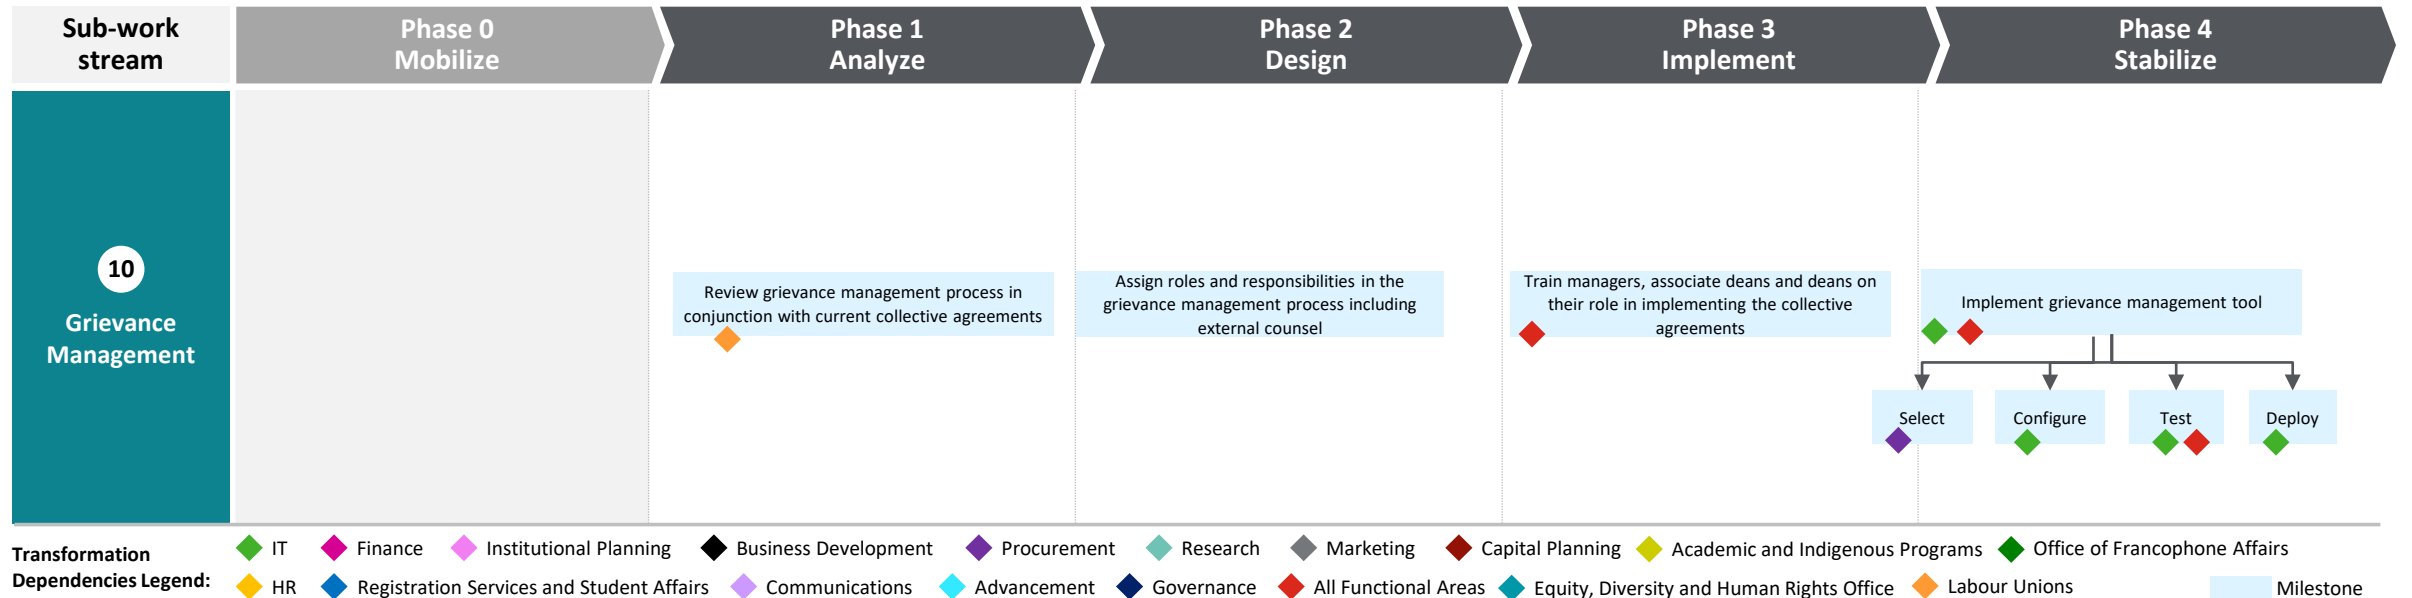 Sub-work
stream
Phase 0
Mobilize
Phase 1
Analyze
Phase 2
Design
Phase 3
Implement
Phase 4
Stabilize
10
Grievance
Management
Review grievance management process in
conjunction with current collective agreements
Assign roles and responsibilities in the
grievance management process including
external counsel
Train managers, associate deans and deans on
their role in implementing the collective
agreements
Implement grievance management tool
Select
Configure
Test
Deploy
Transformation
Dependencies Legend:
IT
Finance
Institutional Planning
Business Development
Procurement
Research
Marketing
Capital Planning
Academic and Indigenous Programs
Office of Francophone Affairs
HR
Registration Services and Student Affairs
Communications
Advancement
Governance
All Functional Areas
Equity, Diversity and Human Rights Office
Labour Unions
Milestone